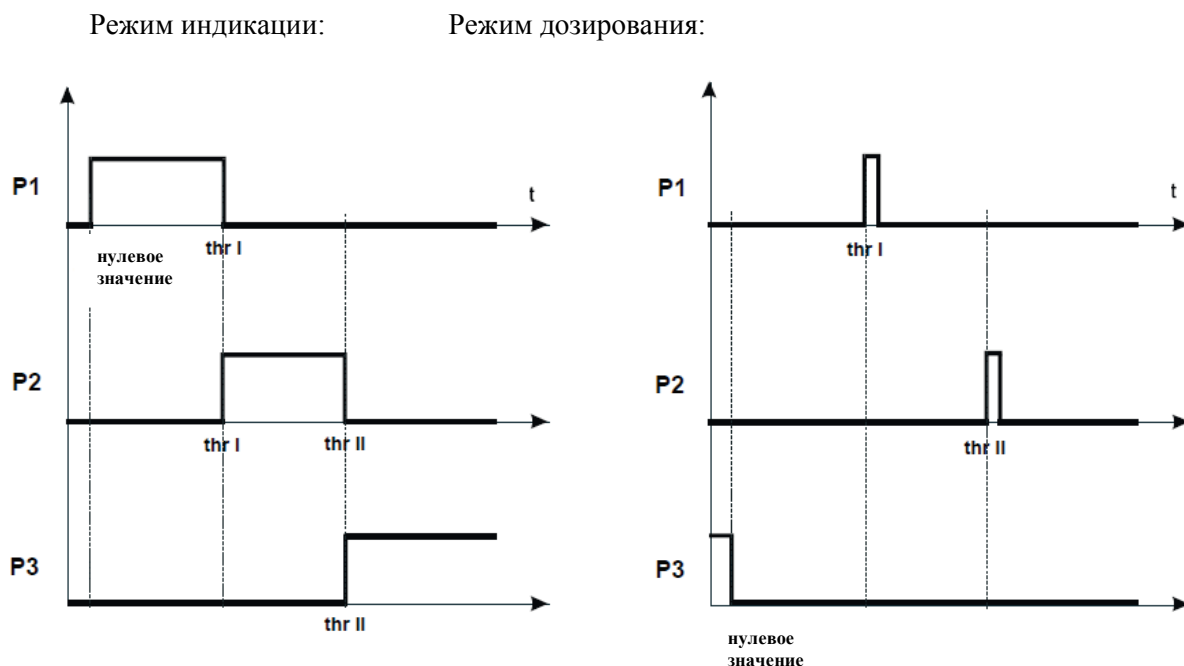 Режим индикации: Режим дозирования:
P1
t
thr I
нулевое
значение
P2
thr I
thr II
P3
thr II
P1
t
thr I
P2
thr II
P3
нулевое
значение